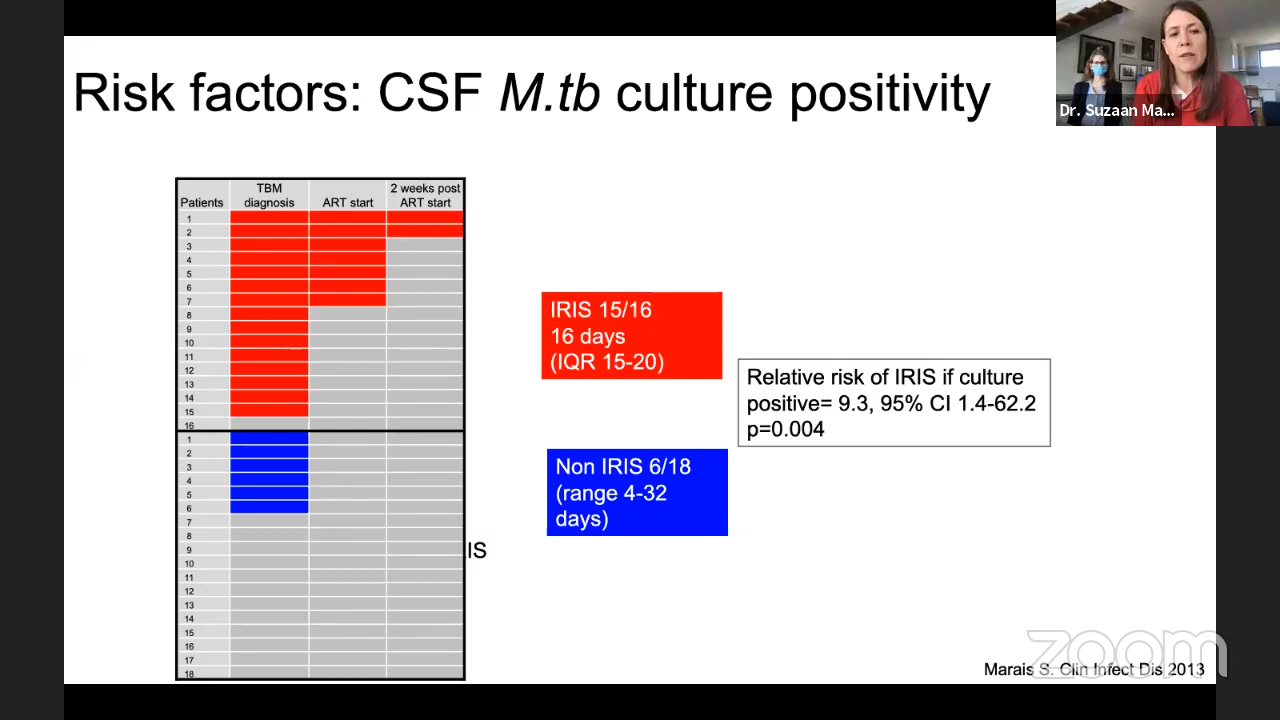 Risk factors: CSF M.tb culture positivity
Dr. Suzaan Ma...
Patients TBM diagnosis ART start 2 weeks post ART start
1
2
3
4
5
6
7
8
9
10
11
12
13
14
15
16
1
2
3
4
5
6
7
8
9
10
11
12
13
14
15
16
17
18
IS
IRIS 15/16
16 days
(IQR 15-20)
Non IRIS 6/18
(range 4-32
days)
Relative risk of IRIS if culture
positive= 9.3, 95% CI 1.4-62.2
p=0.004
Marais S. Clin Infect Dis 2013
zoom